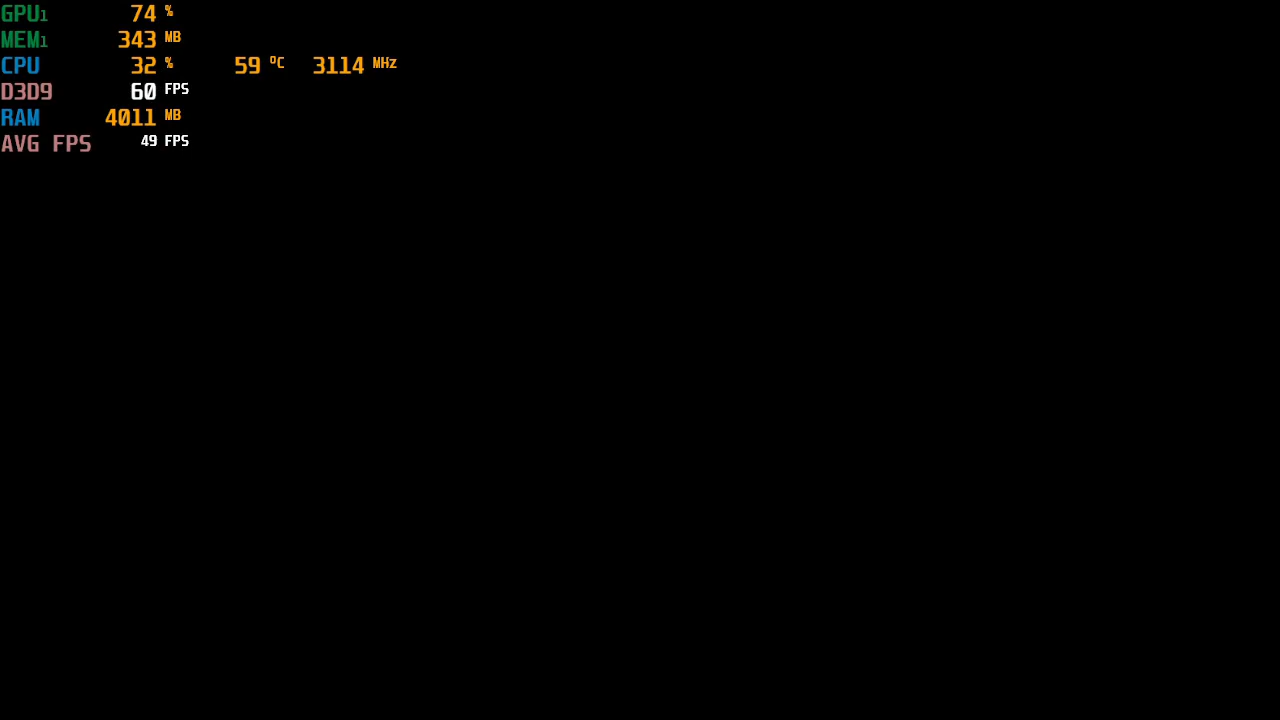 GPU1 74 %
MEM1 343 MB
CPU 32 % 59 °C 3114 MHz
D3D9 60 FPS
RAM 4011 MB
AVG FPS 49 FPS